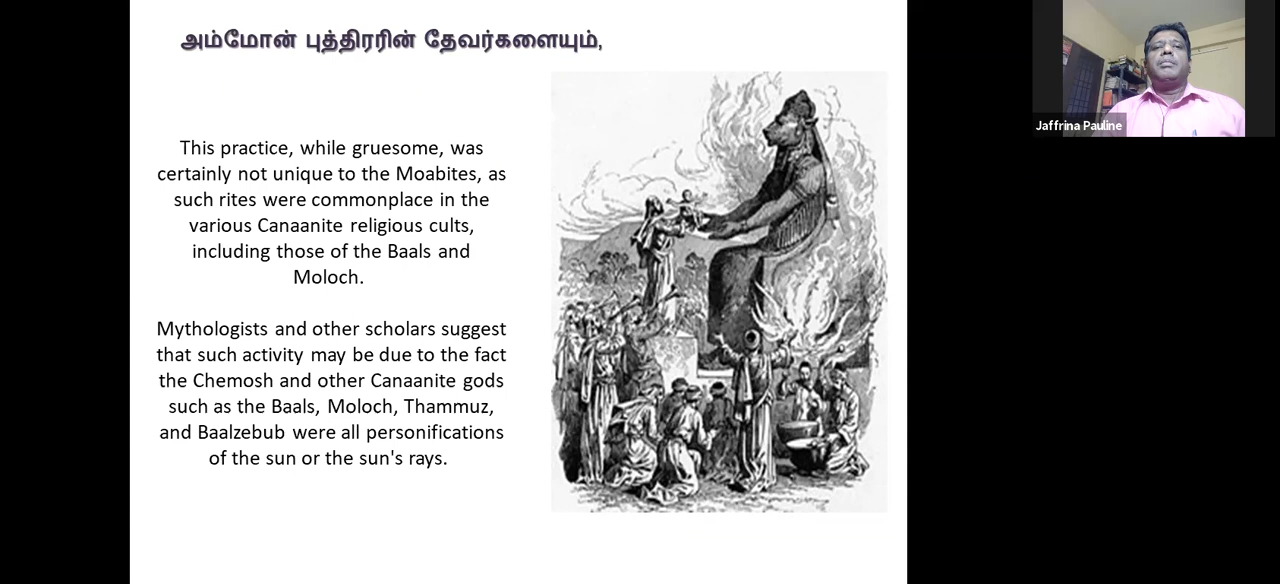 அம்மோன் புத்திரரின் தேவர்களையும்,
This practice, while gruesome, was
certainly not unique to the Moabites, as
such rites were commonplace in the
various Canaanite religious cults,
including those of the Baals and
Moloch.
Mythologists and other scholars suggest
that such activity may be due to the fact
the Chemosh and other Canaanite gods
such as the Baals, Moloch, Thammuz,
and Baalzebub were all personifications
of the sun or the sun's rays.
Jaffrina Pauline